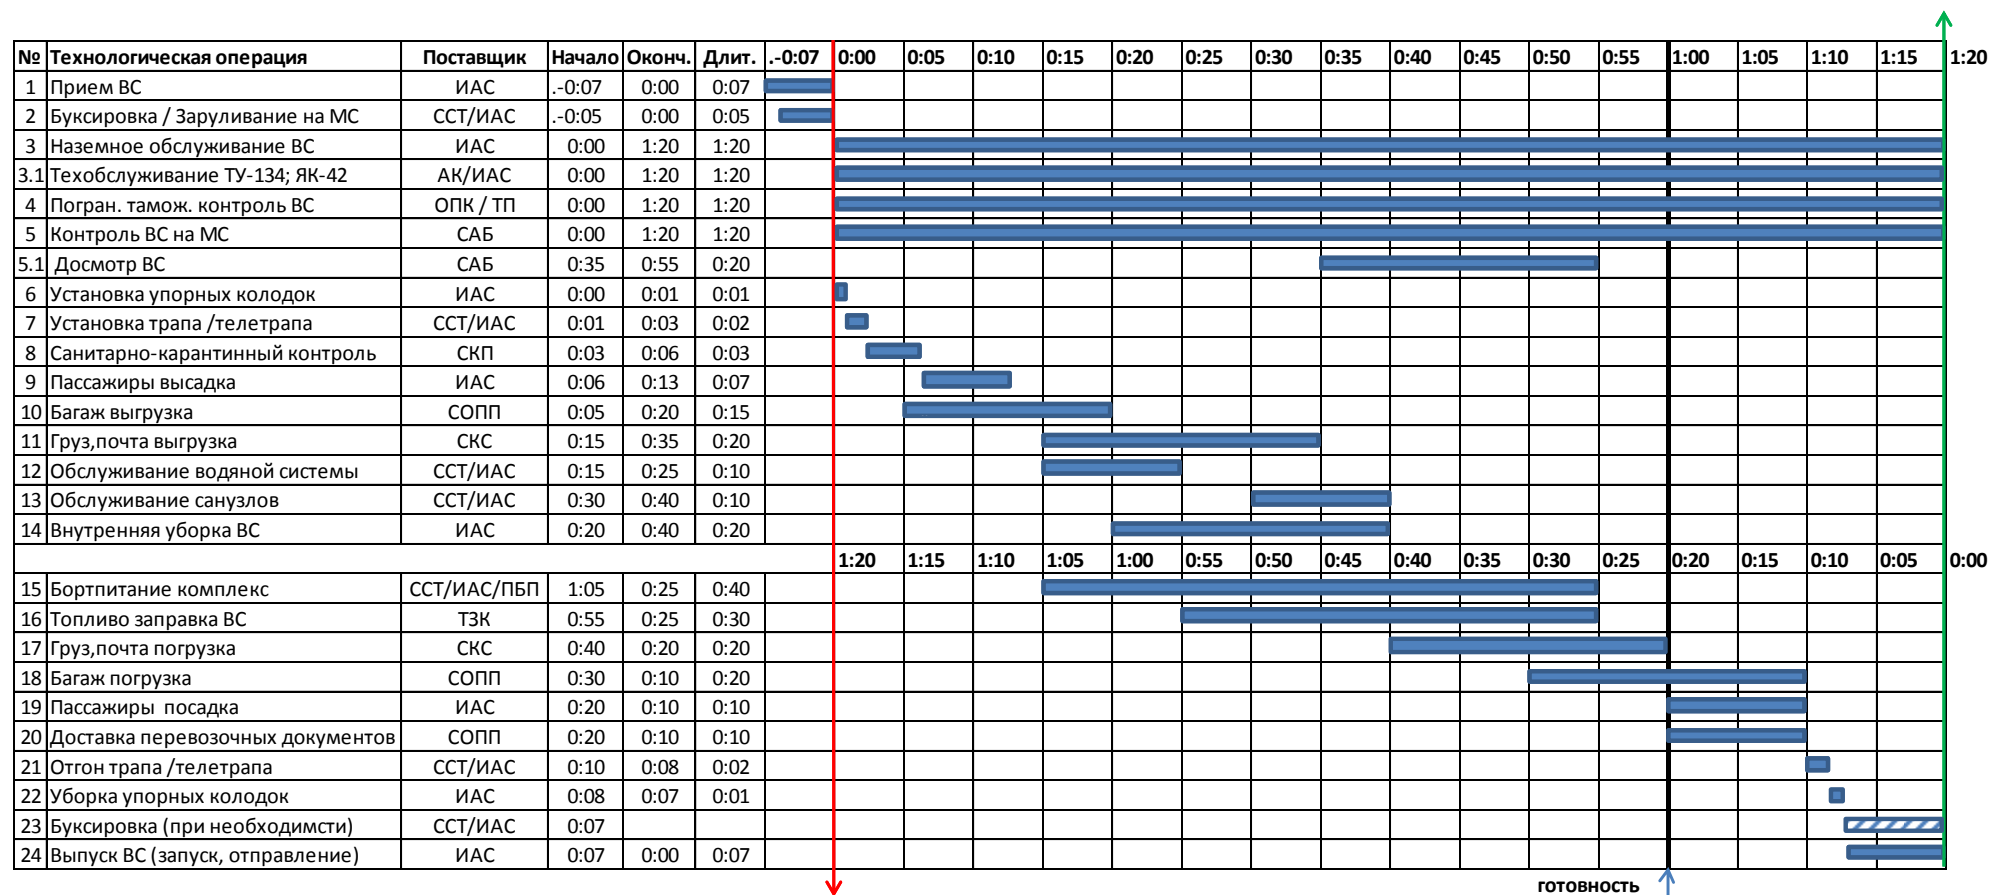 № Технологическая операция Поставщик Начало Оконч. Длит. .-0:07 0:00 0:05 0:10 0:15 0:20 0:25 0:30 0:35 0:40 0:45 0:50 0:55 1:00 1:05 1:10 1:15 1:20
1 Прием ВС ИАС .-0:07 0:00 0:07
2 Буксировка / Заруливание на МС ССТ/ИАС .-0:05 0:00 0:05
3 Наземное обслуживание ВС ИАС 0:00 1:20 1:20
3.1 Техобслуживание ТУ-134; ЯК-42 АК/ИАС 0:00 1:20 1:20
4 Погран. тамож. контроль ВС ОПК / ТП 0:00 1:20 1:20
5 Контроль ВС на МС САБ 0:00 1:20 1:20
5.1 Досмотр ВС САБ 0:35 0:55 0:20
6 Установка упорных колодок ИАС 0:00 0:01 0:01
7 Установка трапа /телетрапа ССТ/ИАС 0:01 0:03 0:02
8 Санитарно-карантинный контроль СКП 0:03 0:06 0:03
9 Пассажиры высадка ИАС 0:06 0:13 0:07
10 Багаж выгрузка СОПП 0:05 0:20 0:15
11 Груз,почта выгрузка СКС 0:15 0:35 0:20
12 Обслуживание водяной системы ССТ/ИАС 0:15 0:25 0:10
13 Обслуживание санузлов ССТ/ИАС 0:30 0:40 0:10
14 Внутренняя уборка ВС ИАС 0:20 0:40 0:20
1:20 1:15 1:10 1:05 1:00 0:55 0:50 0:45 0:40 0:35 0:30 0:25 0:20 0:15 0:10 0:05 0:00
15 Бортпитание комплекс ССТ/ИАС/ПБП 1:05 0:25 0:40
16 Топливо заправка ВС ТЗК 0:55 0:25 0:30
17 Груз,почта погрузка СКС 0:40 0:20 0:20
18 Багаж погрузка СОПП 0:30 0:10 0:20
19 Пассажиры посадка ИАС 0:20 0:10 0:10
20 Доставка перевозочных документов СОПП 0:20 0:10 0:10
21 Отгон трапа /телетрапа ССТ/ИАС 0:10 0:08 0:02
22 Уборка упорных колодок ИАС 0:08 0:07 0:01
23 Буксировка (при необходимсти) ССТ/ИАС 0:07
24 Выпуск ВС (запуск, отправление) ИАС 0:07 0:00 0:07
готовность